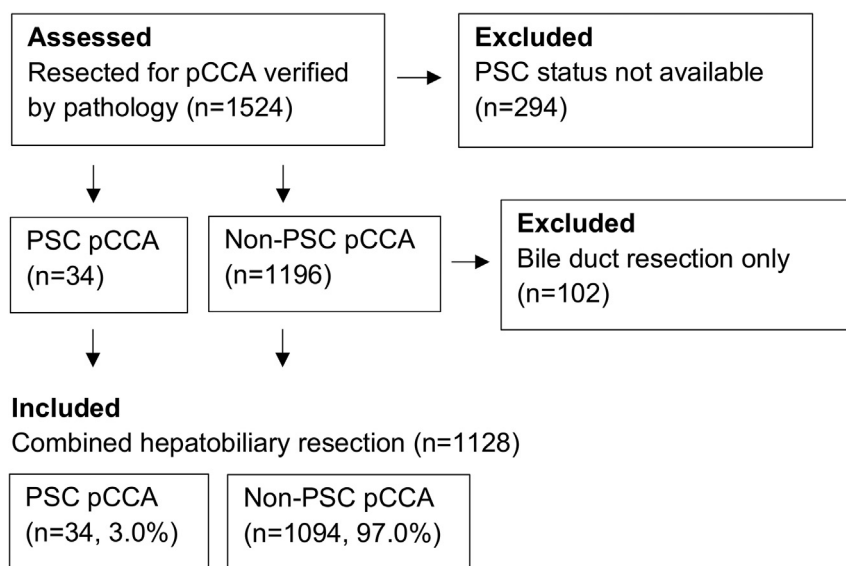 Assessed
Resected for pCCA verified
by pathology (n=1524)
Excluded
PSC status not available
(n=294)
PSC pCCA
(n=34)
Non-PSC pCCA
(n=1196)
Excluded
Bile duct resection only
(n=102)
Included
Combined hepatobiliary resection (n=1128)
PSC pCCA
(n=34, 3.0%)
Non-PSC pCCA
(n=1094, 97.0%)